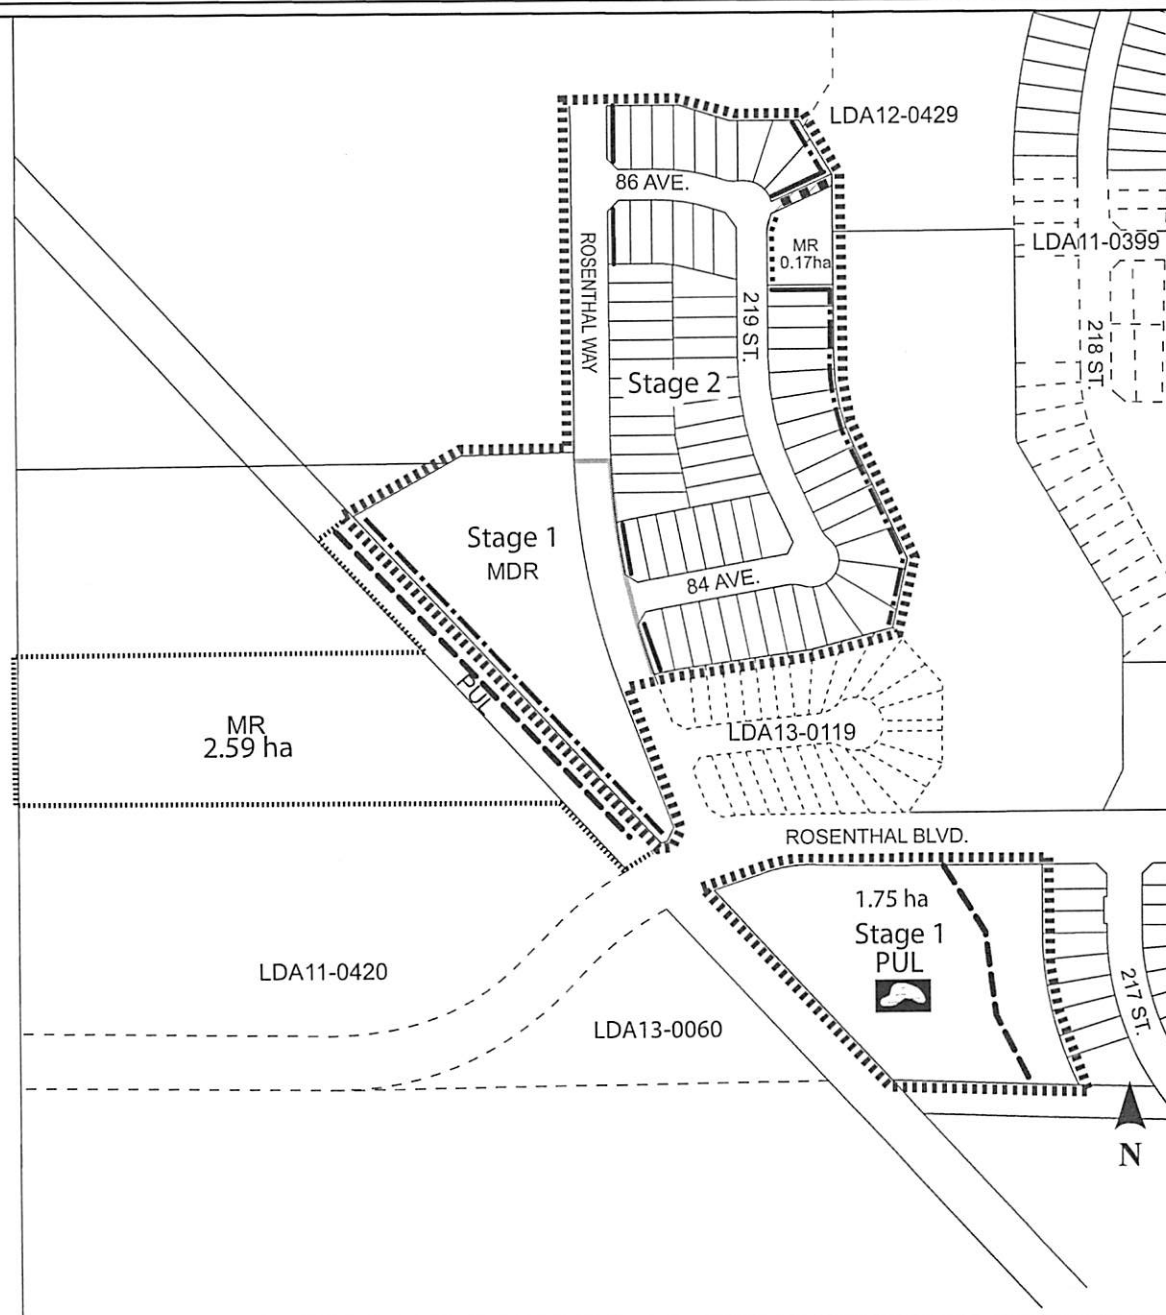 LDA12-0429
86 AVE.
LDA11-0399
MR
0.17ha
ROSENTHAL WAY
219 ST.
218 ST.
Stage 2
Stage 1
MDR
84 AVE.
PUL
MR
2.59 ha
LDA13-0119
ROSENTHAL BLVD.
1.75 ha
Stage 1
PUL
LDA11-0420
217 ST.
LDA13-0060
N